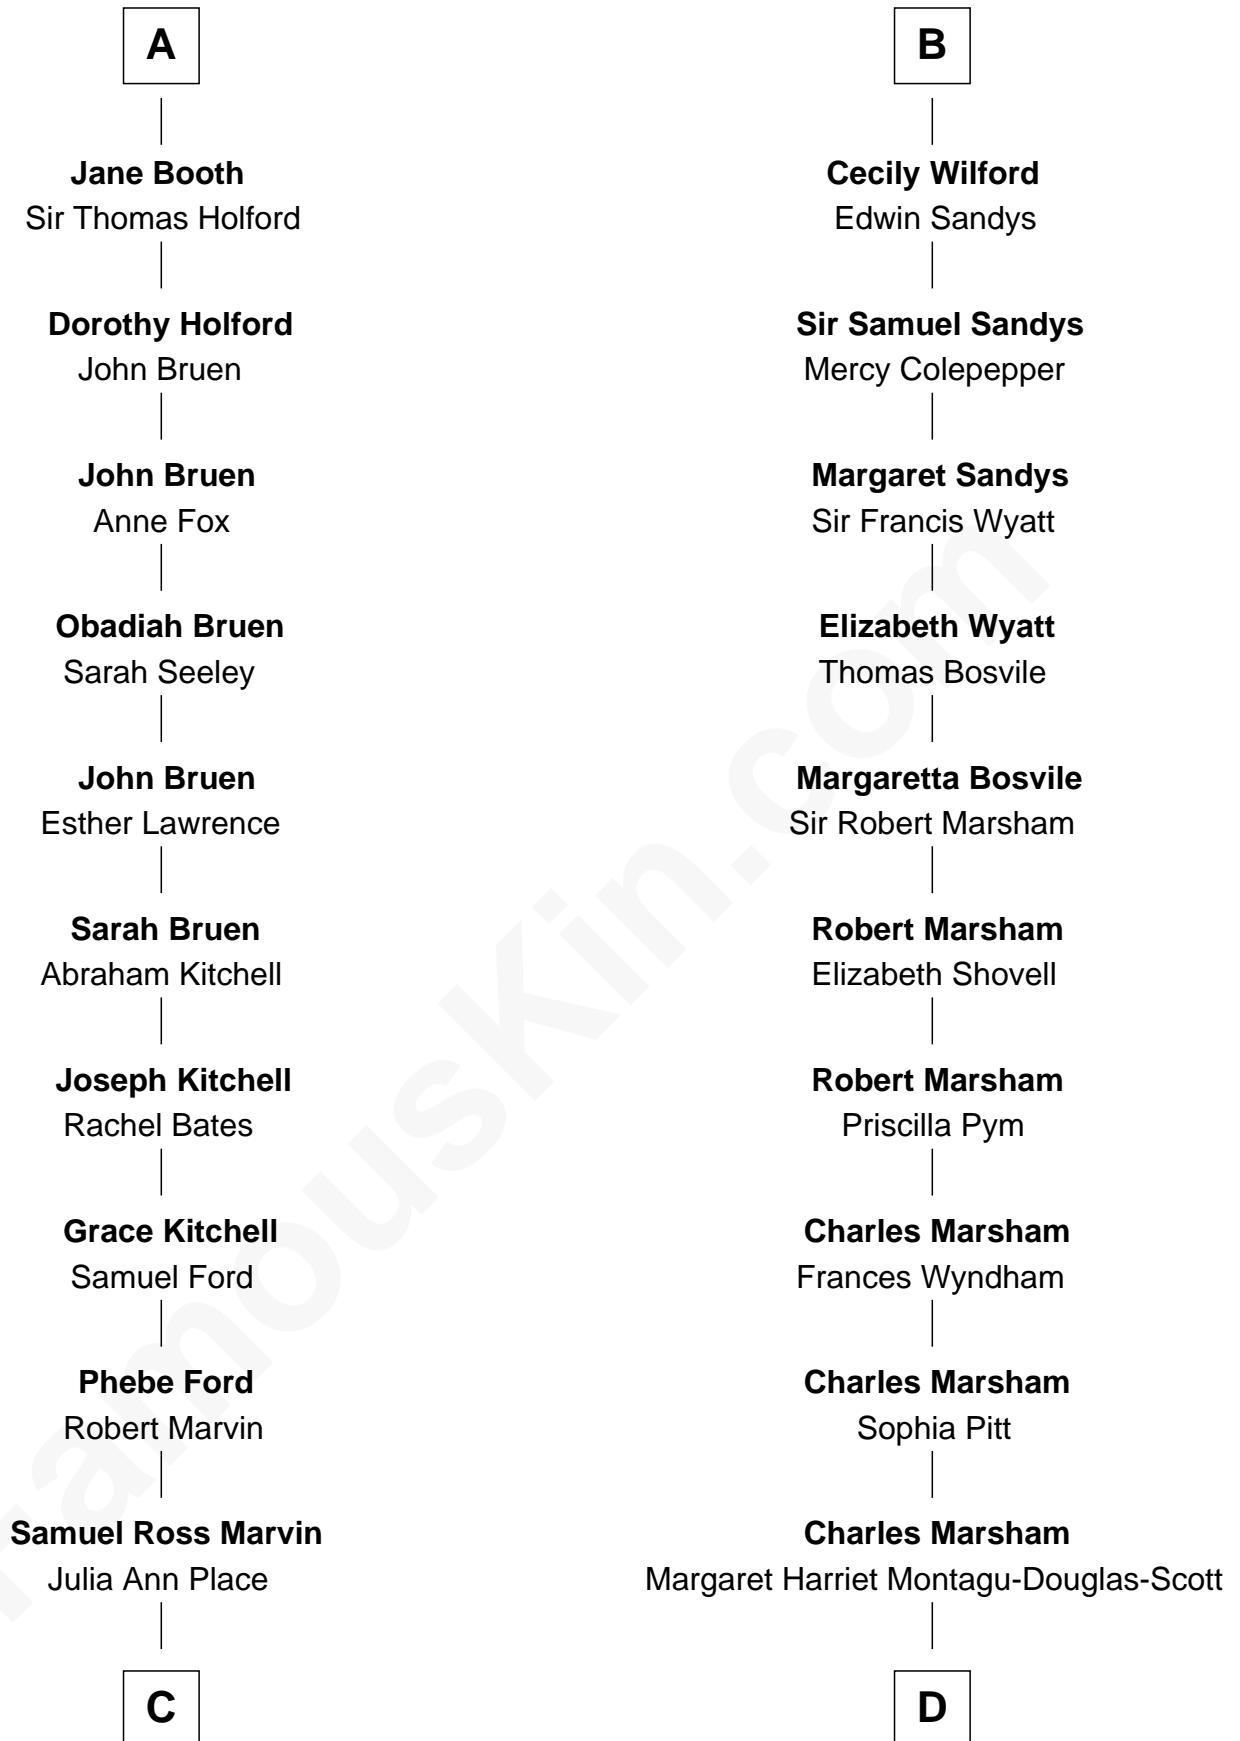 A
Jane Booth
Sir Thomas Holford
Dorothy Holford
John Bruen
John Bruen
Anne Fox
Obadiah Bruen
Sarah Seeley
John Bruen
Esther Lawrence
Sarah Bruen
Abraham Kitchell
Joseph Kitchell
Rachel Bates
Grace Kitchell
Samuel Ford
Phebe Ford
Robert Marvin
Samuel Ross Marvin
Julia Ann Place
C
B
Cecily Wilford
Edwin Sandys
Sir Samuel Sandys
Mercy Colepepper
Margaret Sandys
Sir Francis Wyatt
Elizabeth Wyatt
Thomas Bosvile
Margaretta Bosvile
Sir Robert Marsham
Robert Marsham
Elizabeth Shovell
Robert Marsham
Priscilla Pym
Charles Marsham
Frances Wyndham
Charles Marsham
Sophia Pitt
Charles Marsham
Margaret Harriet Montagu-Douglas-Scott
D
FamousKin.com